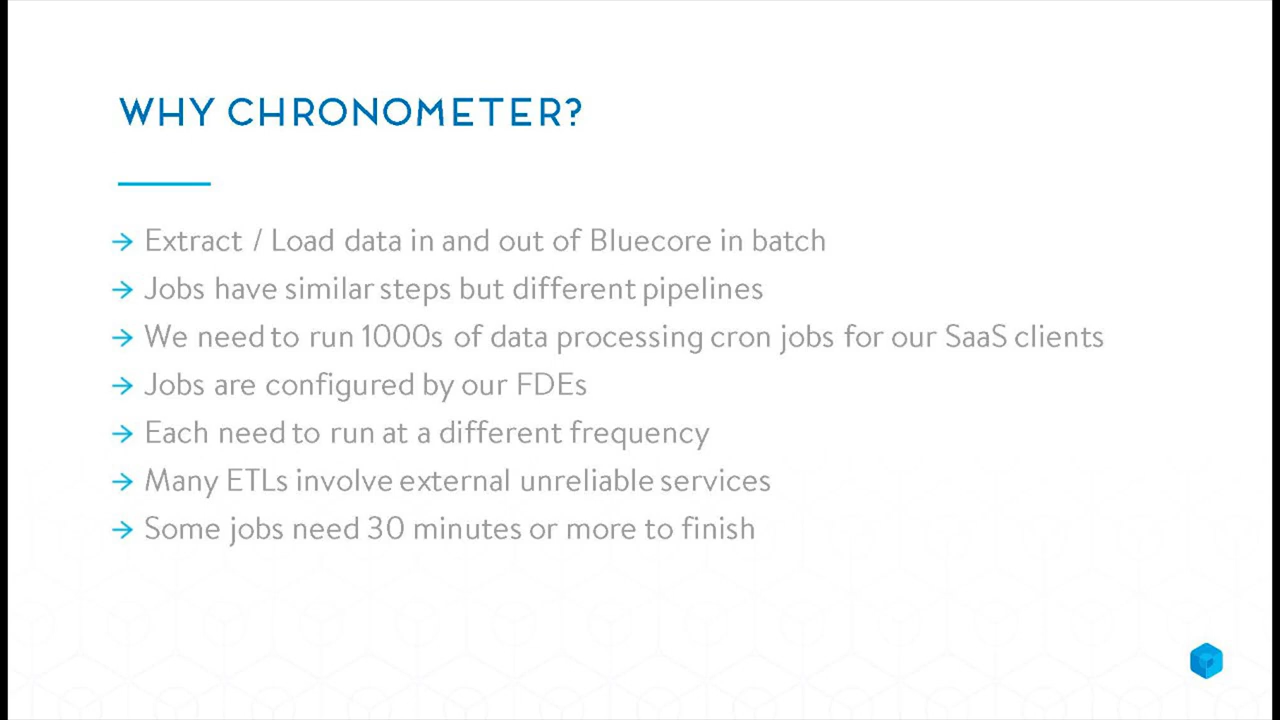 WHY CHRONOMETER?
→ Extract / Load data in and out of Bluecore in batch
→ Jobs have similar steps but different pipelines
→ We need to run 1000s of data processing cron jobs for our SaaS clients
→ Jobs are configured by our FDEs
→ Each need to run at a different frequency
→ Many ETLs involve external unreliable services
→ Some jobs need 30 minutes or more to finish